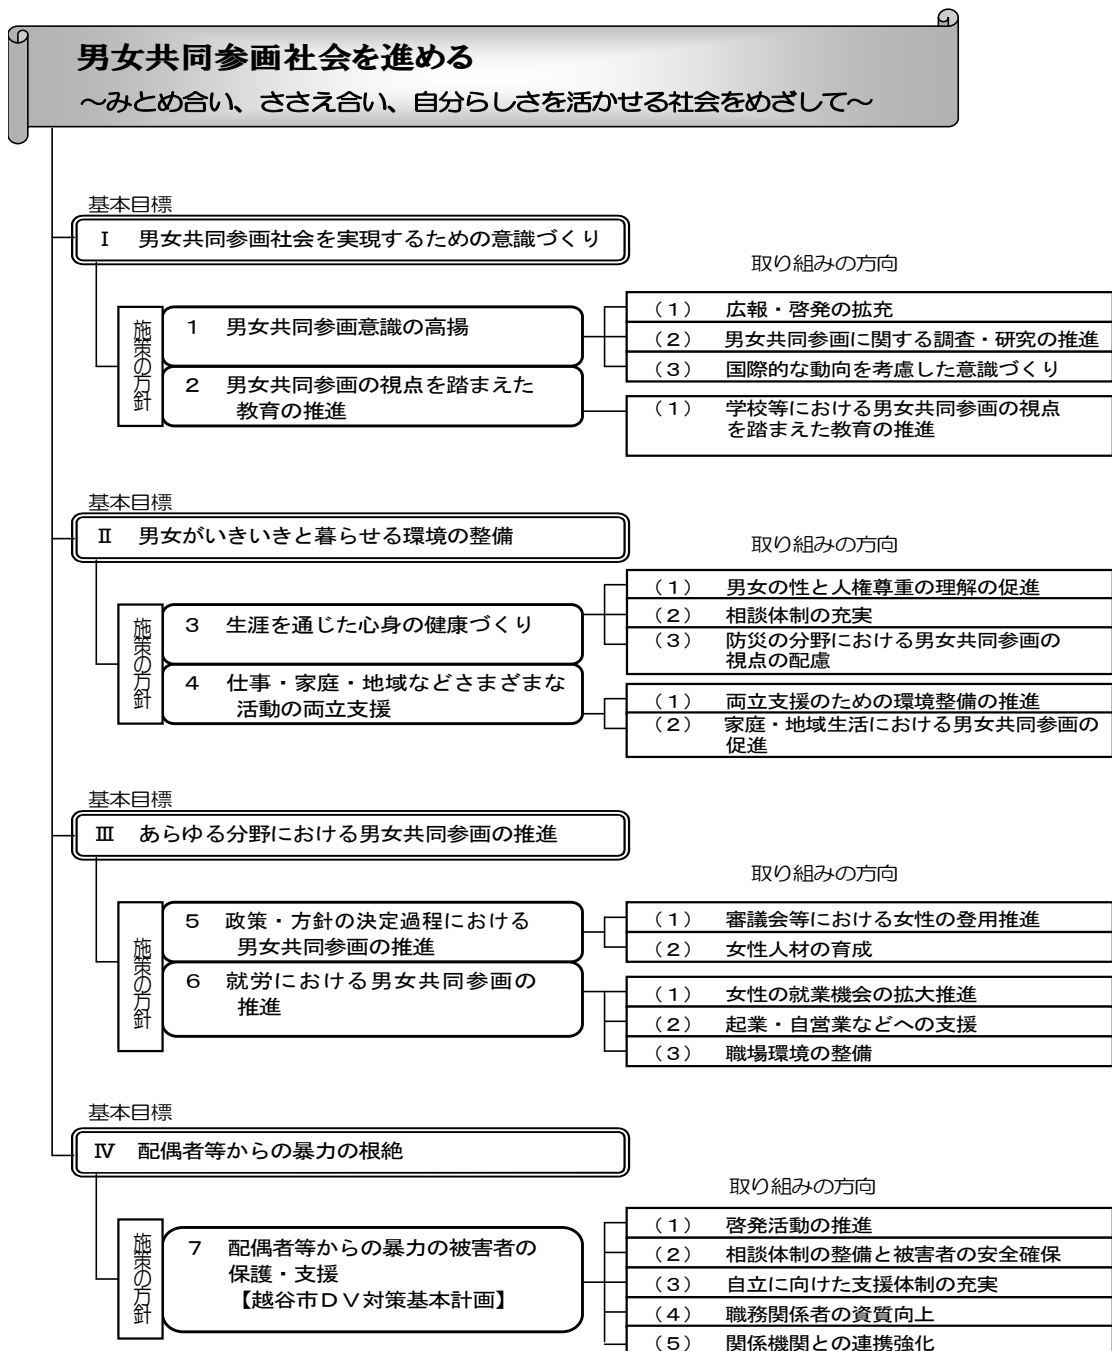 男女共同参画社会を進める
～みとめ合い、ささえ合い、自分らしさを活かせる社会をめざして～
基本目標
Ⅰ 男女共同参画社会を実現するための意識づくり
取り組みの方向
施策の方針
1 男女共同参画意識の高揚
（1） 広報・啓発の拡充
（2） 男女共同参画に関する調査・研究の推進
（3） 国際的な動向を考慮した意識づくり
2 男女共同参画の視点を踏まえた
教育の推進
（1） 学校等における男女共同参画の視点
を踏まえた教育の推進
基本目標
Ⅱ 男女がいきいきと暮らせる環境の整備
取り組みの方向
施策の方針
3 生涯を通じた心身の健康づくり
（1） 男女の性と人権尊重の理解の促進
（2） 相談体制の充実
（3） 防災の分野における男女共同参画の
視点の配慮
4 仕事・家庭・地域などさまざまな
活動の両立支援
（1） 両立支援のための環境整備の推進
（2） 家庭・地域生活における男女共同参画の
促進
基本目標
Ⅲ あらゆる分野における男女共同参画の推進
取り組みの方向
施策の方針
5 政策・方針の決定過程における
男女共同参画の推進
（1） 審議会等における女性の登用推進
（2） 女性人材の育成
6 就労における男女共同参画の
推進
（1） 女性の就業機会の拡大推進
（2） 起業・自営業などへの支援
（3） 職場環境の整備
基本目標
Ⅳ 配偶者等からの暴力の根絶
取り組みの方向
施策の方針
7 配偶者等からの暴力の被害者の
保護・支援
【越谷市ＤＶ対策基本計画】
（1） 啓発活動の推進
（2） 相談体制の整備と被害者の安全確保
（3） 自立に向けた支援体制の充実
（4） 職務関係者の資質向上
（5） 関係機関との連携強化